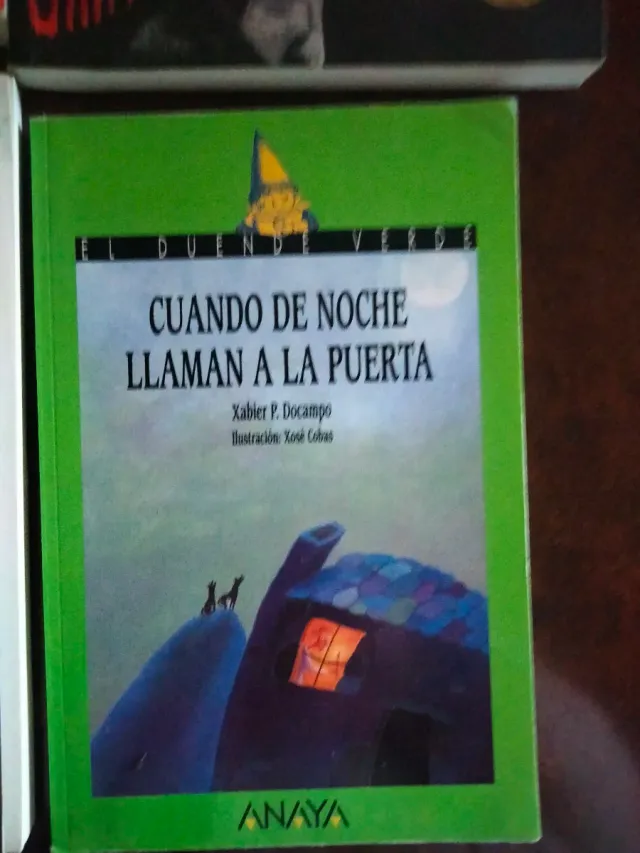 EL DUENDE VERDE
CUANDO DE NOCHE
LLAMAN A LA PUERTA
Xabier P. Docampo
Ilustración: Xosé Cobas
ANAYA